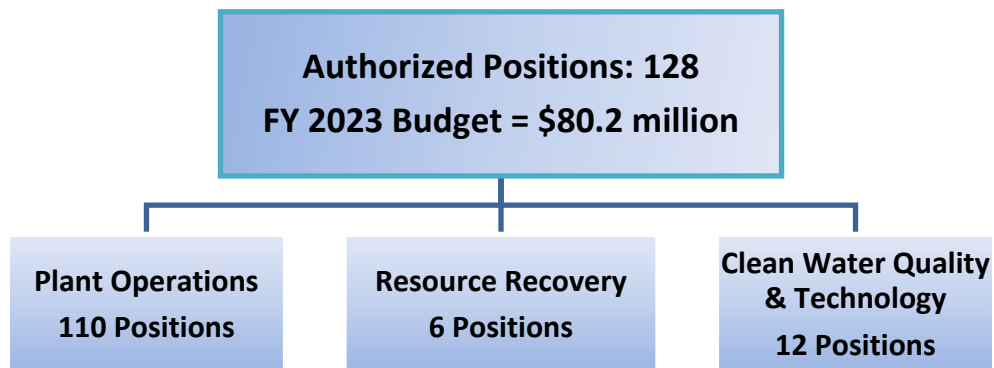 Authorized Positions: 128
FY 2023 Budget = $80.2 million
Plant Operations
110 Positions
Resource Recovery
6 Positions
Clean Water Quality
& Technology
12 Positions